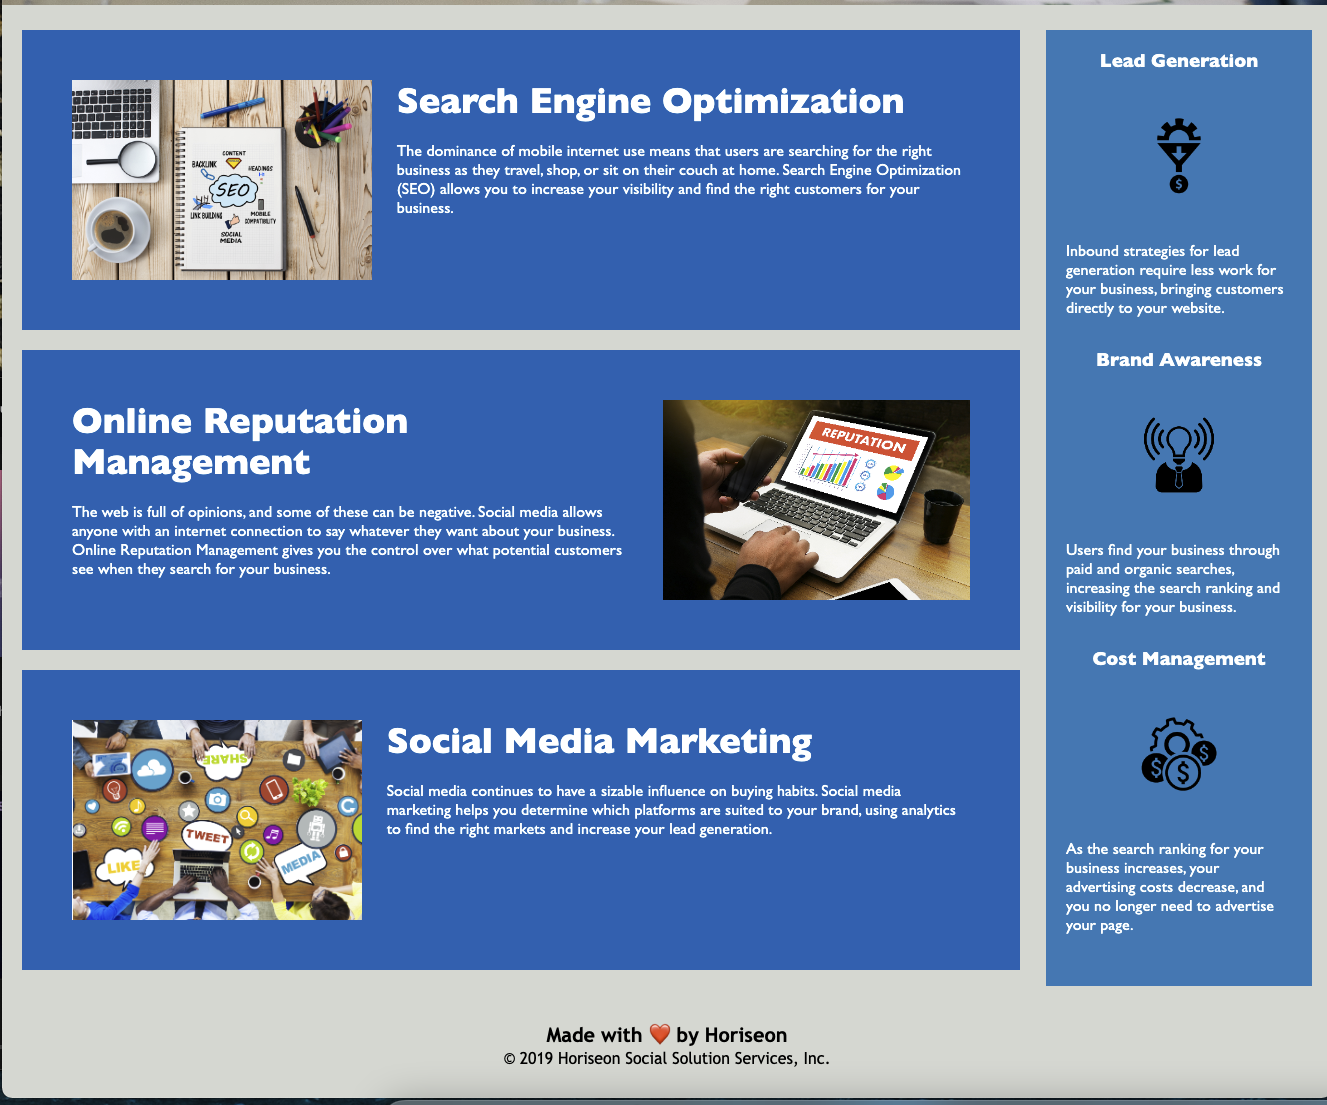 Search Engine Optimization
The dominance of mobile internet use means that users are searching for the right
business as they travel, shop, or sit on their couch at home. Search Engine Optimization
(SEO) allows you to increase your visibility and find the right customers for your
business.
CONTENT
BACKLINK
HEADINGS
SEO
LINK BUILDING
MOBILE
COMPATIBILITY
SOCIAL
MEDIA
Online Reputation
Management
The web is full of opinions, and some of these can be negative. Social media allows
anyone with an internet connection to say whatever they want about your business.
Online Reputation Management gives you the control over what potential customers
see when they search for your business.
REPUTATION
Social Media Marketing
Social media continues to have a sizable influence on buying habits. Social media
marketing helps you determine which platforms are suited to your brand, using analytics
to find the right markets and increase your lead generation.
SHARE
TWEET
LIKE
MEDIA
Lead Generation
$
Inbound strategies for lead
generation require less work for
your business, bringing customers
directly to your website.
Brand Awareness
Users find your business through
paid and organic searches,
increasing the search ranking and
visibility for your business.
Cost Management
$ $ $
As the search ranking for your
business increases, your
advertising costs decrease, and
you no longer need to advertise
your page.
Made with ❤️ by Horiseon
© 2019 Horiseon Social Solution Services, Inc.